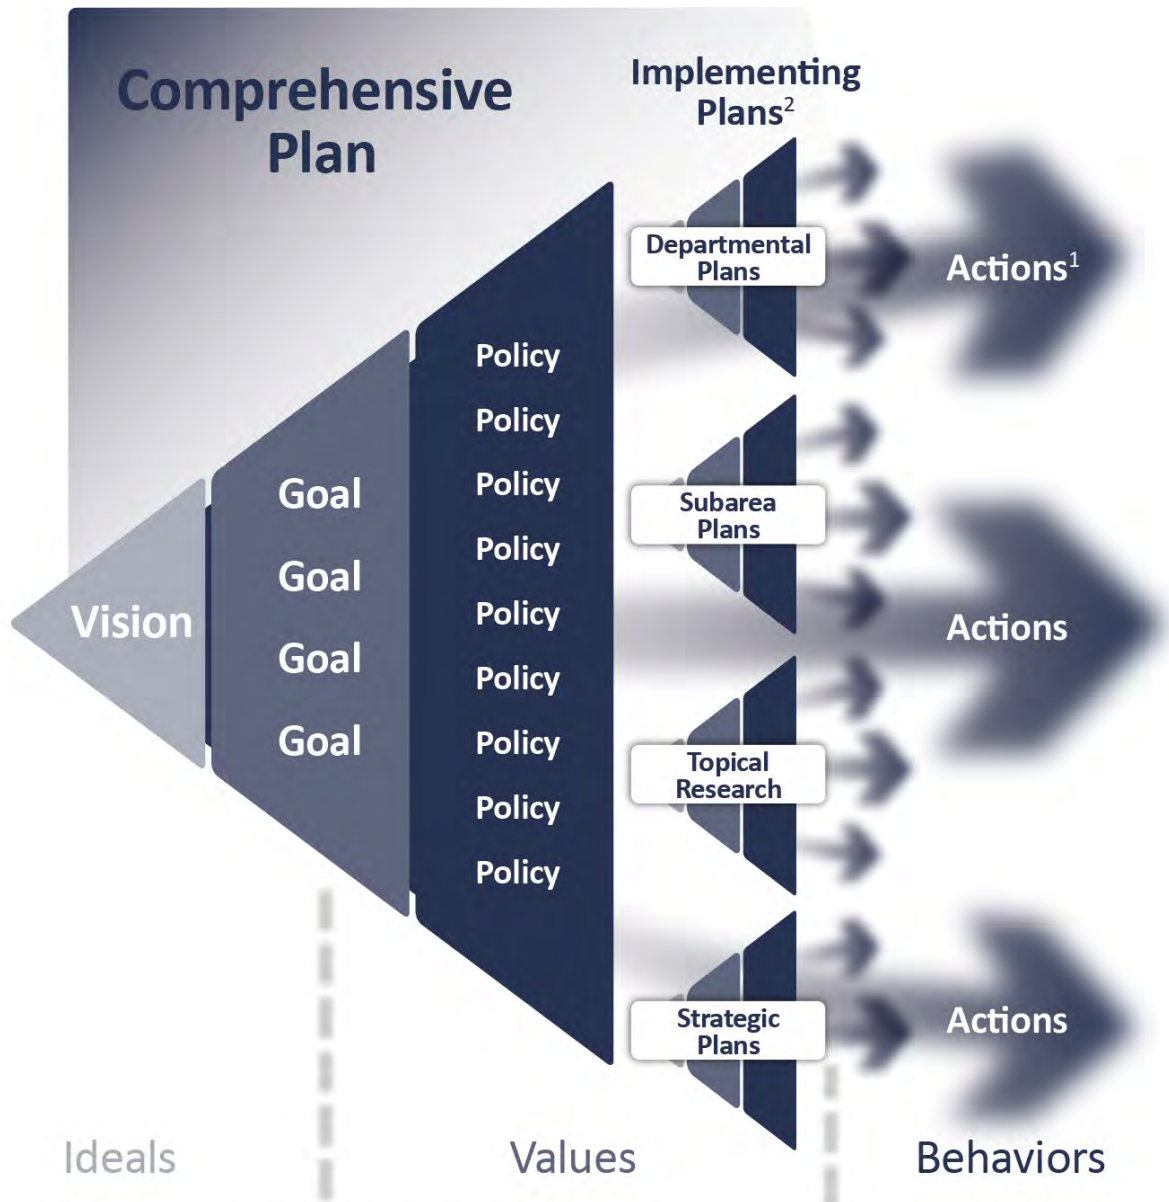 Comprehensive
Plan
Implementing
Plans²
Vision
Goal
Goal
Goal
Goal
Policy
Policy
Policy
Policy
Policy
Policy
Policy
Policy
Policy
Departmental
Plans
Subarea
Plans
Topical
Research
Strategic
Plans
Actions¹
Actions
Actions
Ideals
Values
Behaviors